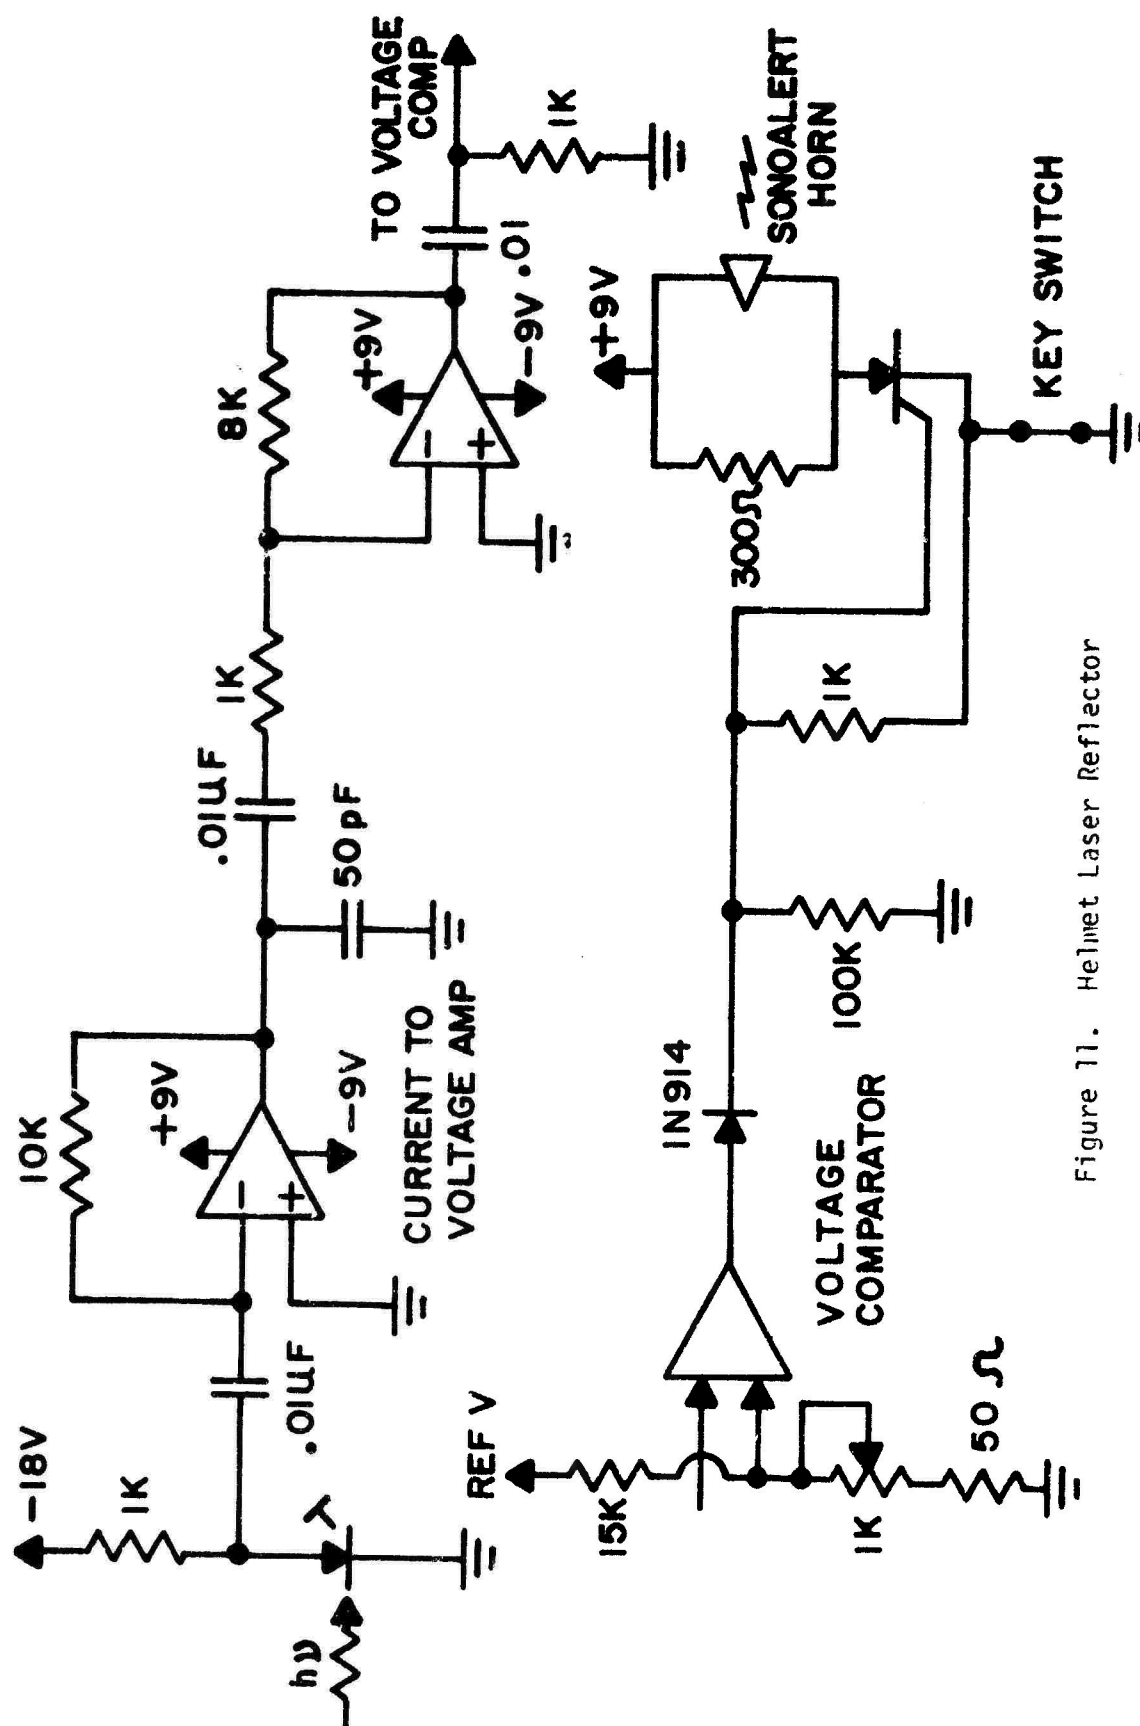 -18V
1K
hν
.01µF
10K
+9V
-9V
-
+
CURRENT TO
VOLTAGE AMP
50pF
.01µF
1K
8K
+9V
-9V
-
+
.01
TO VOLTAGE
COMP
1K
REF V
15K
1K
50Ω
VOLTAGE
COMPARATOR
1N914
100K
1K
300Ω
+9V
SONOALERT
HORN
KEY SWITCH
Figure 11. Helmet Laser Reflector